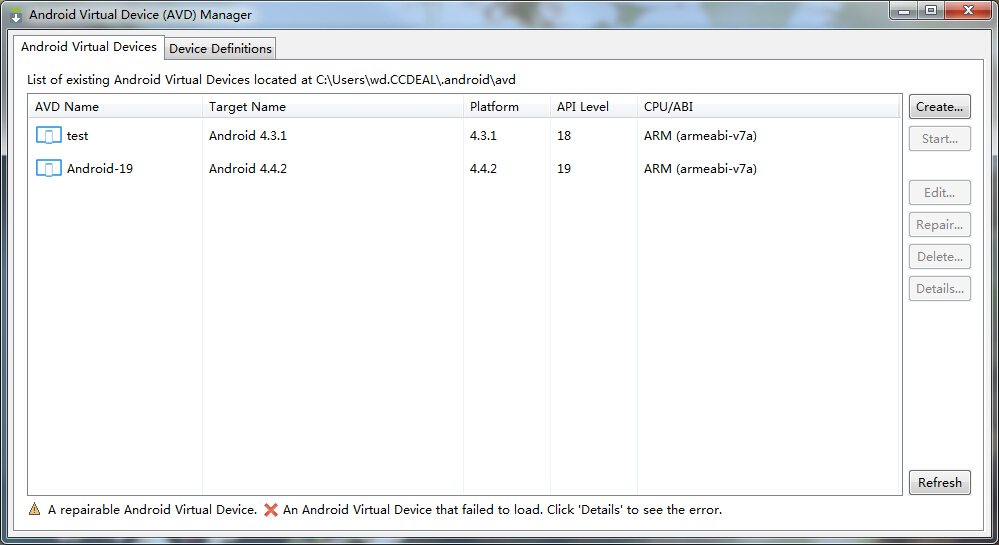 Android Virtual Device (AVD) Manager
Android Virtual Devices
Device Definitions
List of existing Android Virtual Devices located at C:\Users\wd.CCDEAL\.android\avd
AVD Name Target Name Platform API Level CPU/ABI
test Android 4.3.1 4.3.1 18 ARM (armeabi-v7a)
Android-19 Android 4.4.2 4.4.2 19 ARM (armeabi-v7a)
Create...
Start...
Edit...
Repair...
Delete...
Details...
Refresh
A repairable Android Virtual Device. An Android Virtual Device that failed to load. Click 'Details' to see the error.